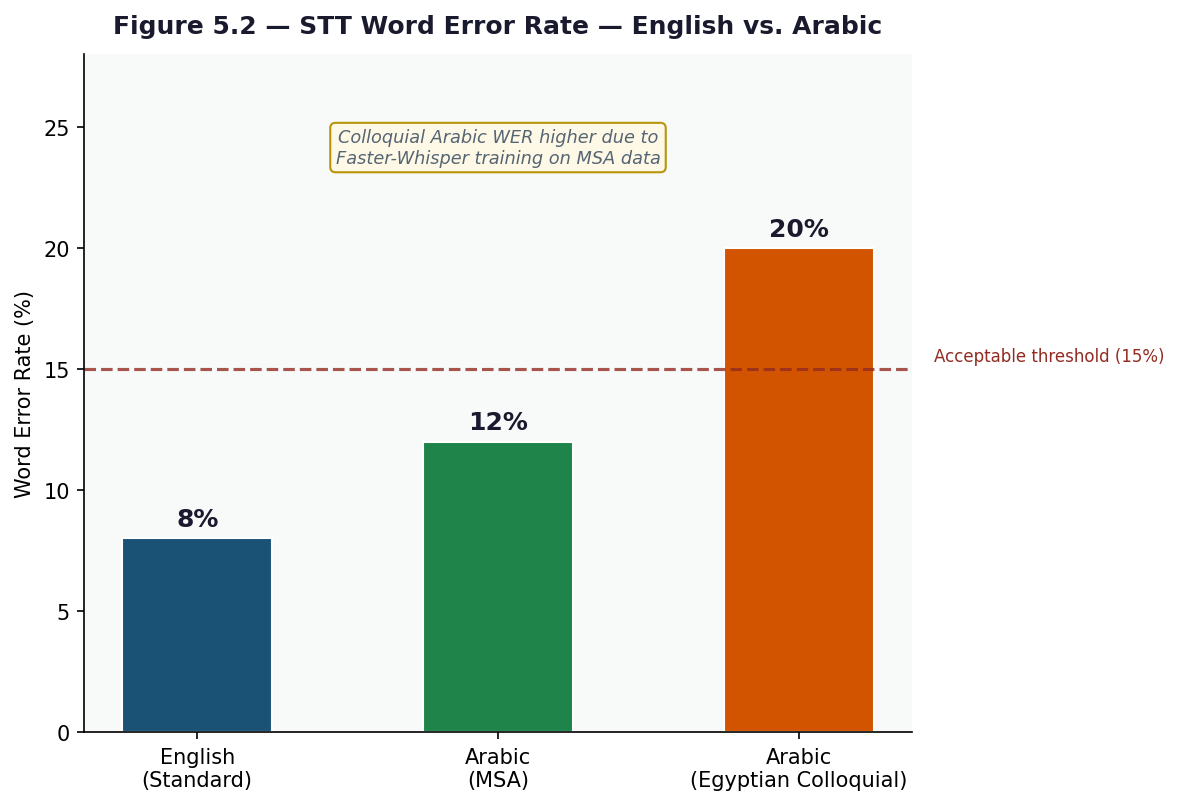 Figure 5.2 — STT Word Error Rate — English vs. Arabic
Word Error Rate (%)
25
20
15
10
5
0
Colloquial Arabic WER higher due to
Faster-Whisper training on MSA data
8%
12%
20%
Acceptable threshold (15%)
English
(Standard)
Arabic
(MSA)
Arabic
(Egyptian Colloquial)